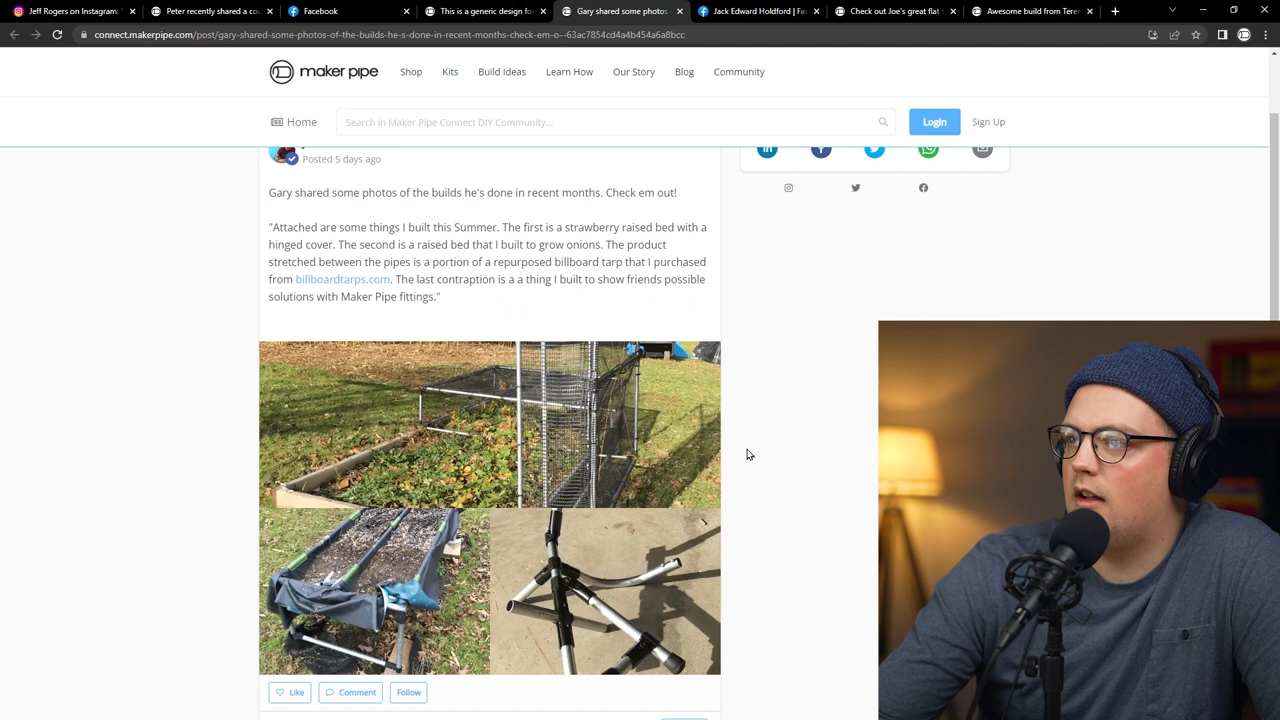 Jeff Rogers on Instagram: "
Peter recently shared a co
Facebook
This is a generic design fo
Gary shared some photos
Jack Edward Holdford | Fac
Check out Joe's great flat t
Awesome build from Teren
connect.makerpipe.com/post/gary-shared-some-photos-of-the-builds-he-s-done-in-recent-months-check-em-o--63ac7854cd4a4b454a6a8bcc
maker pipe
Shop
Kits
Build Ideas
Learn How
Our Story
Blog
Community
Home
Search in Maker Pipe Connect DIY Community...
Login
Sign Up
Posted 5 days ago
Gary shared some photos of the builds he's done in recent months. Check em out!
"Attached are some things I built this Summer. The first is a strawberry raised bed with a
hinged cover. The second is a raised bed that I built to grow onions. The product
stretched between the pipes is a portion of a repurposed billboard tarp that I purchased
from billboardtarps.com. The last contraption is a a thing I built to show friends possible
solutions with Maker Pipe fittings."
Like
Comment
Follow